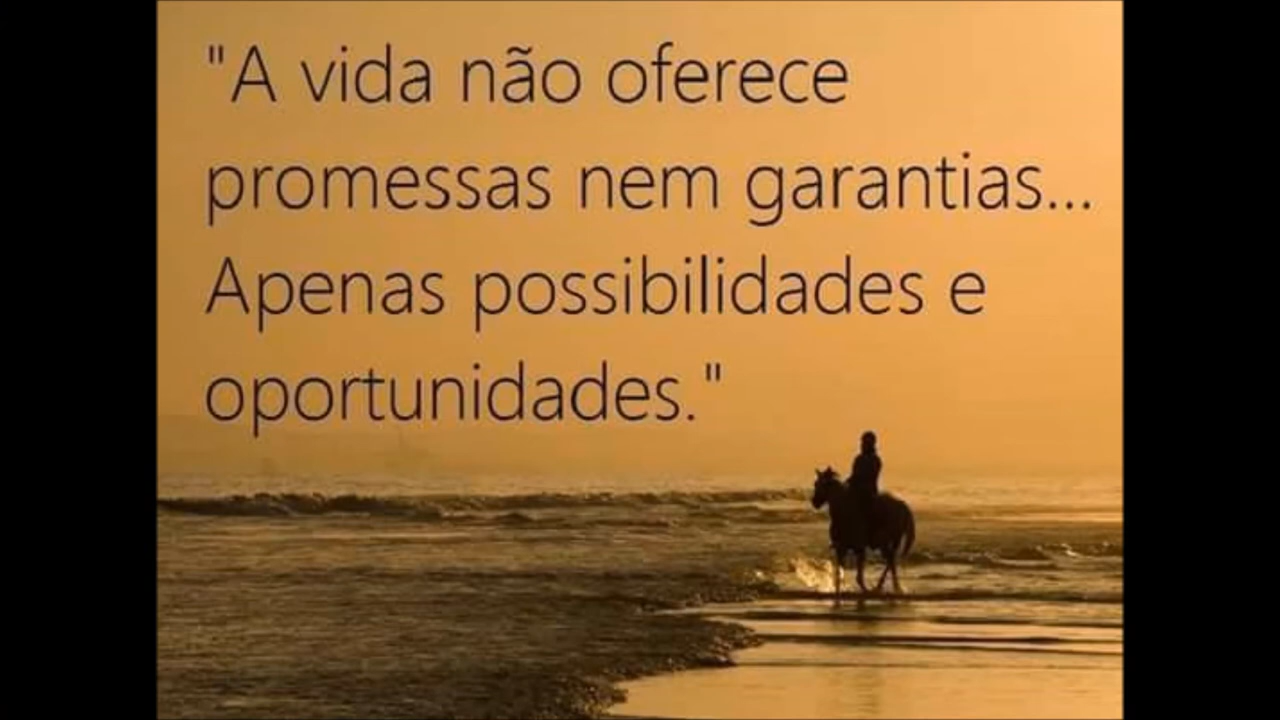 "A vida não oferece
promessas nem garantias...
Apenas possibilidades e
oportunidades."